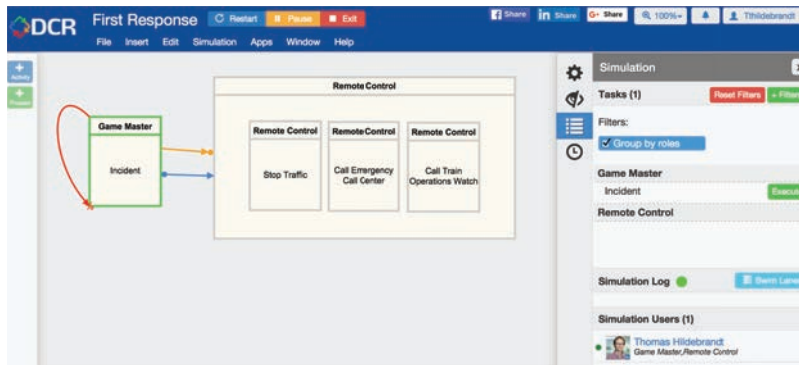 DCR
First Response
Restart
Pause
Exit
Share
Share
Share
100%
Tthildebrandt
File Insert Edit Simulation Apps Window Help
Activity
Simulation
Tasks (1)
Reset Filters
Filters:
Group by roles
Game Master
Incident
Remote Control
Simulation Log
Simulation Users (1)
Thomas Hildebrandt
Game Master,Remote Control
Remote Control
Game Master
Incident
Remote Control
Stop Traffic
Remote Control
Call Emergency
Call Center
Remote Control
Call Train
Operations Watch